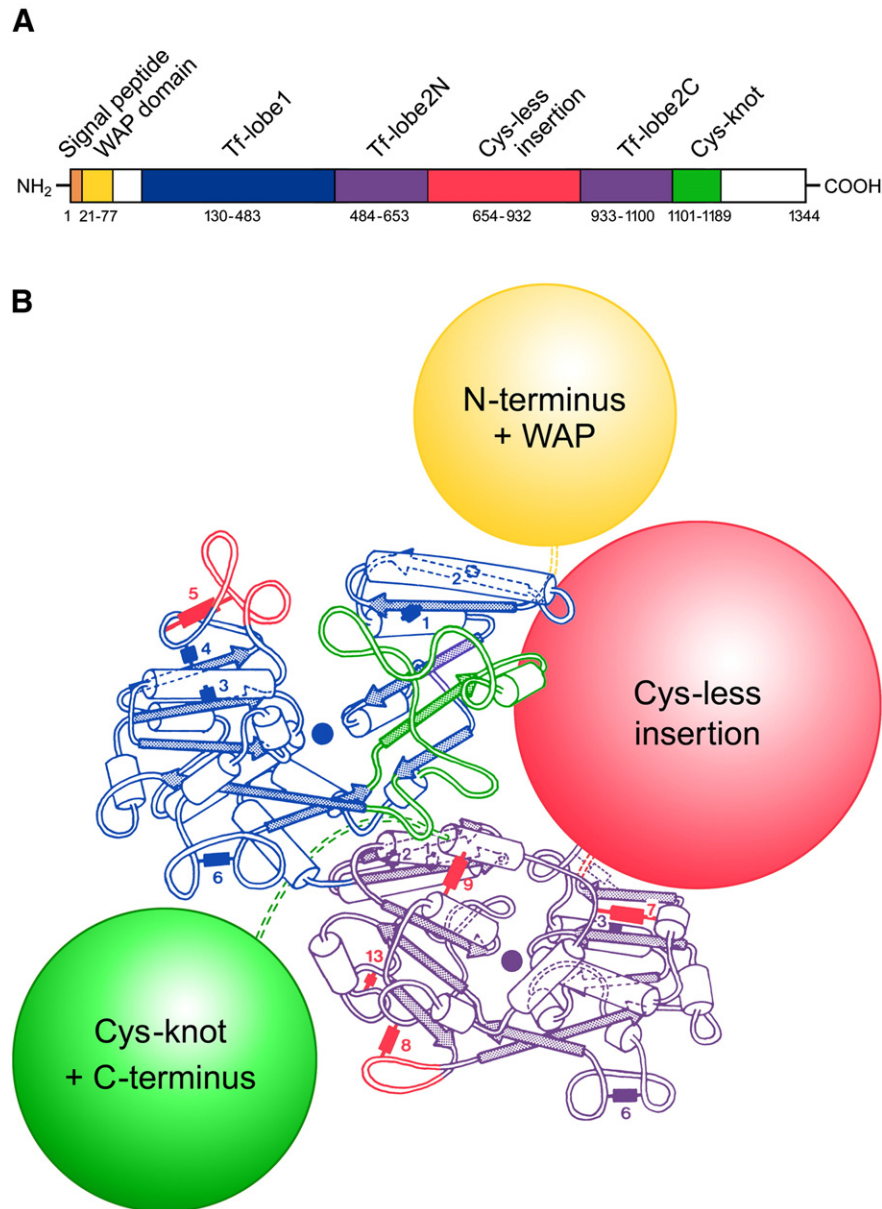 A
Signal peptide
WAP domain
Tf-lobe1
Tf-lobe2N
Cys-less
insertion
Tf-lobe2C
Cys-knot
NH2
COOH
1 21-77 130-483 484-653 654-932 933-1100 1101-1189 1344
B
N-terminus
+ WAP
5
2
1
4
3
Cys-less
insertion
6
2
1
9
3
7
13
8
6
Cys-knot
+ C-terminus